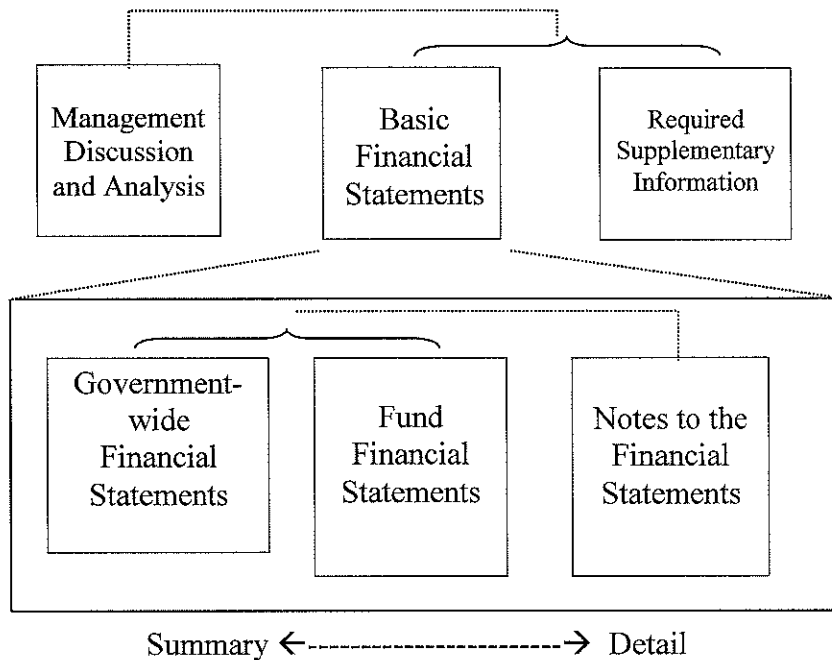 Management
Discussion
and Analysis
Basic
Financial
Statements
Required
Supplementary
Information
Government-
wide
Financial
Statements
Fund
Financial
Statements
Notes to the
Financial
Statements
Summary ← → Detail